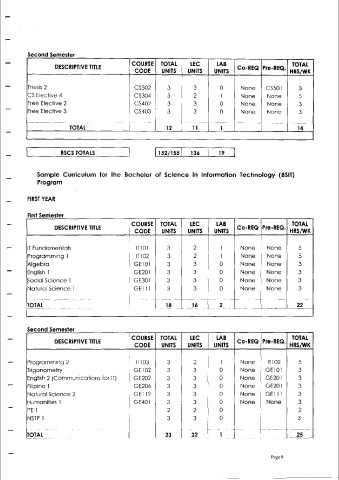 Second Semester
DESCRIPTIVE TITLE COURSE CODE TOTAL UNITS LEC UNITS LAB UNITS Co-REQ Pre-REQ TOTAL HRS/WK
Thesis 2 CS502 3 3 0 None CS501 3
CS Elective 4 CS304 3 2 1 None None 5
Free Elective 2 CS402 3 3 0 None None 3
Free Elective 3 CS403 3 3 0 None None 3
TOTAL 12 11 1 14
BSCS TOTALS 152/155 136 19
Sample Curriculum for the Bachelor of Science in Information Technology (BSIT)
Program
FIRST YEAR
First Semester
DESCRIPTIVE TITLE COURSE CODE TOTAL UNITS LEC UNITS LAB UNITS Co-REQ Pre-REQ TOTAL HRS/WK
IT Fundamentals IT101 3 2 1 None None 5
Programming 1 IT102 3 2 1 None None 5
Algebra GE101 3 3 0 None None 3
English 1 GE201 3 3 0 None None 3
Social Science 1 GE301 3 3 0 None None 3
Natural Science 1 GE111 3 3 0 None None 3
TOTAL 18 16 2 22
Second Semester
DESCRIPTIVE TITLE COURSE CODE TOTAL UNITS LEC UNITS LAB UNITS Co-REQ Pre-REQ TOTAL HRS/WK
Programming 2 IT103 3 2 1 None IT102 5
Trigonometry GE102 3 3 0 None GE101 3
English 2 (Communications for IT) GE202 3 3 0 None GE201 3
Filipino 1 GE206 3 3 0 None GE201 3
Natural Science 2 GE112 3 3 0 None GE111 3
Humanities 1 GE401 3 3 0 None None 3
PE 1 2 2 0 2
NSTP 1 3 3 0 3
TOTAL 23 22 1 25
Page 9